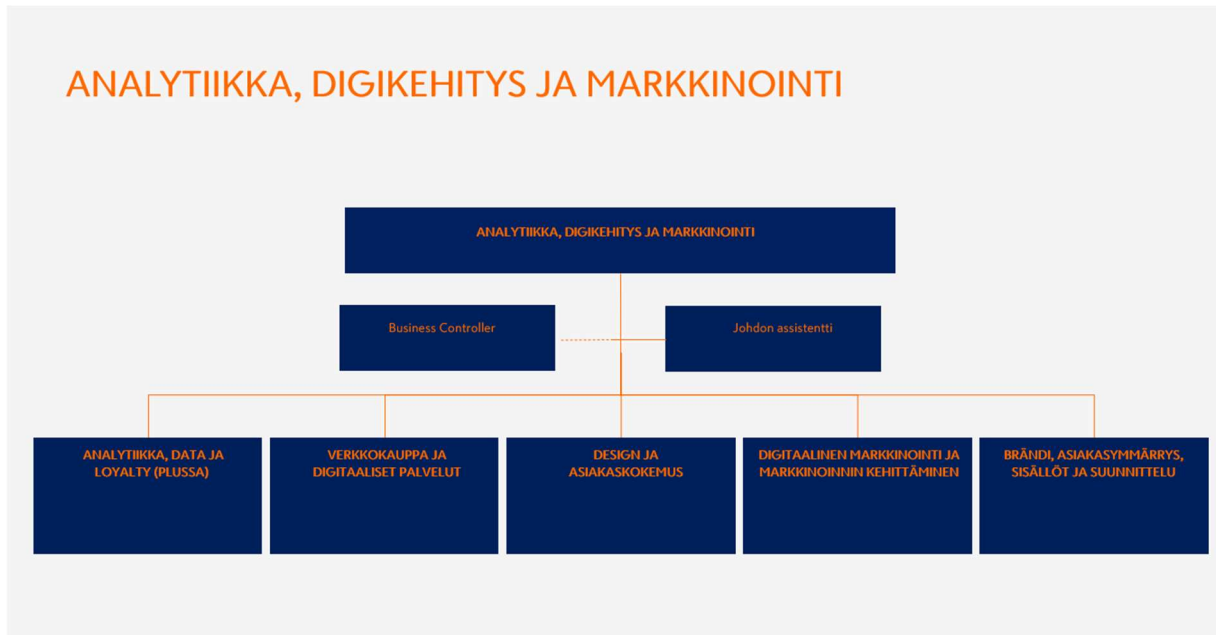 ANALYTIIKKA, DIGIKEHITYS JA MARKKINOINTI
ANALYTIIKKA, DIGIKEHITYS JA MARKKINOINTI
Business Controller
Johdon assistentti
ANALYTIIKKA, DATA JA
LOYALTY (PLUSSA)
VERKKOKAUPPA JA
DIGITAALISET PALVELUT
DESIGN JA
ASIAKASKOKEMUS
DIGITAALINEN MARKKINOINTI JA
MARKKINOINNIN KEHITTÄMINEN
BRÄNDI, ASIAKASYMMÄRRYS,
SISÄLLÖT JA SUUNNITTELU